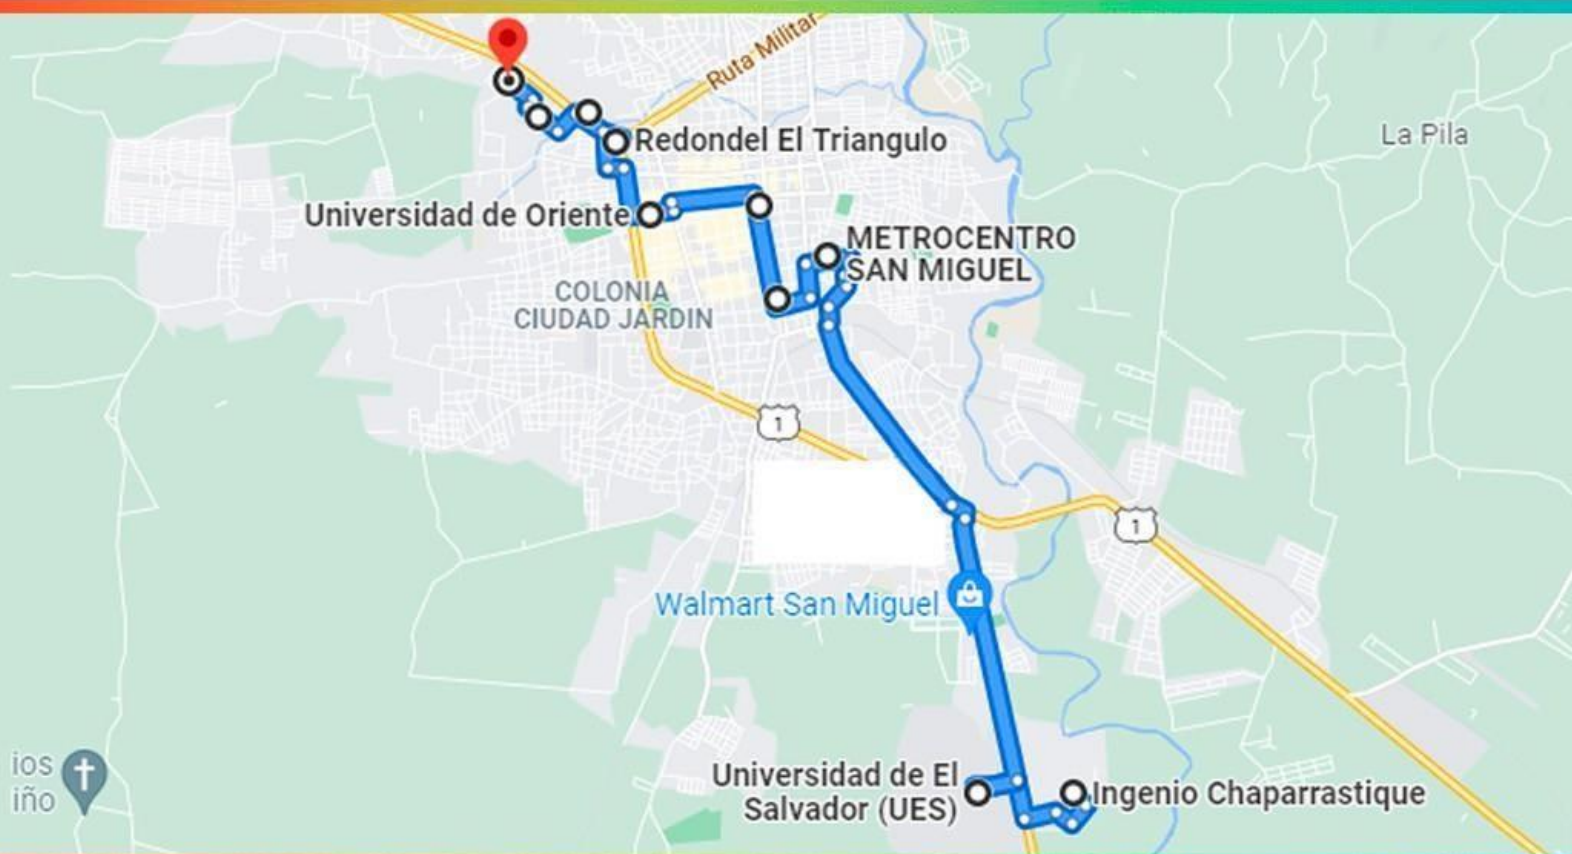 Ruta Militar
La Pila
Redondel El Triangulo
Universidad de Oriente
METROCENTRO
SAN MIGUEL
COLONIA
CIUDAD JARDIN
1
1
Walmart San Miguel
Universidad de El
Salvador (UES)
Ingenio Chaparrastique
ios
iño